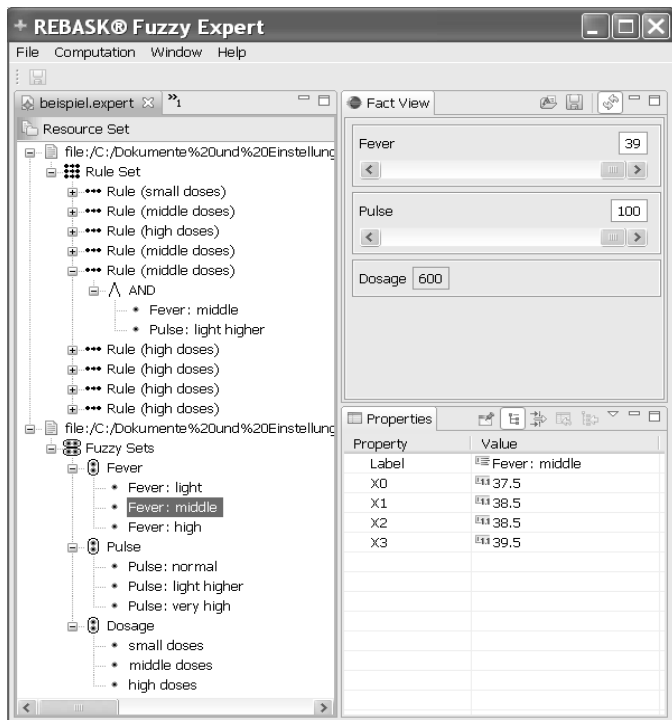 REBASK® Fuzzy Expert
File Computation Window Help
beispiel.expert
»1
Resource Set
file:/C:/Dokumente%20und%20Einstellung
Rule Set
Rule (small doses)
Rule (middle doses)
Rule (high doses)
Rule (middle doses)
Rule (middle doses)
AND
Fever: middle
Pulse: light higher
Rule (high doses)
Rule (high doses)
Rule (high doses)
Rule (high doses)
file:/C:/Dokumente%20und%20Einstellung
Fuzzy Sets
Fever
Fever: light
Fever: middle
Fever: high
Pulse
Pulse: normal
Pulse: light higher
Pulse: very high
Dosage
small doses
middle doses
high doses
Fact View
Fever 39
Pulse 100
Dosage 600
Properties
Property Value
Label Fever: middle
X0 37.5
X1 38.5
X2 38.5
X3 39.5